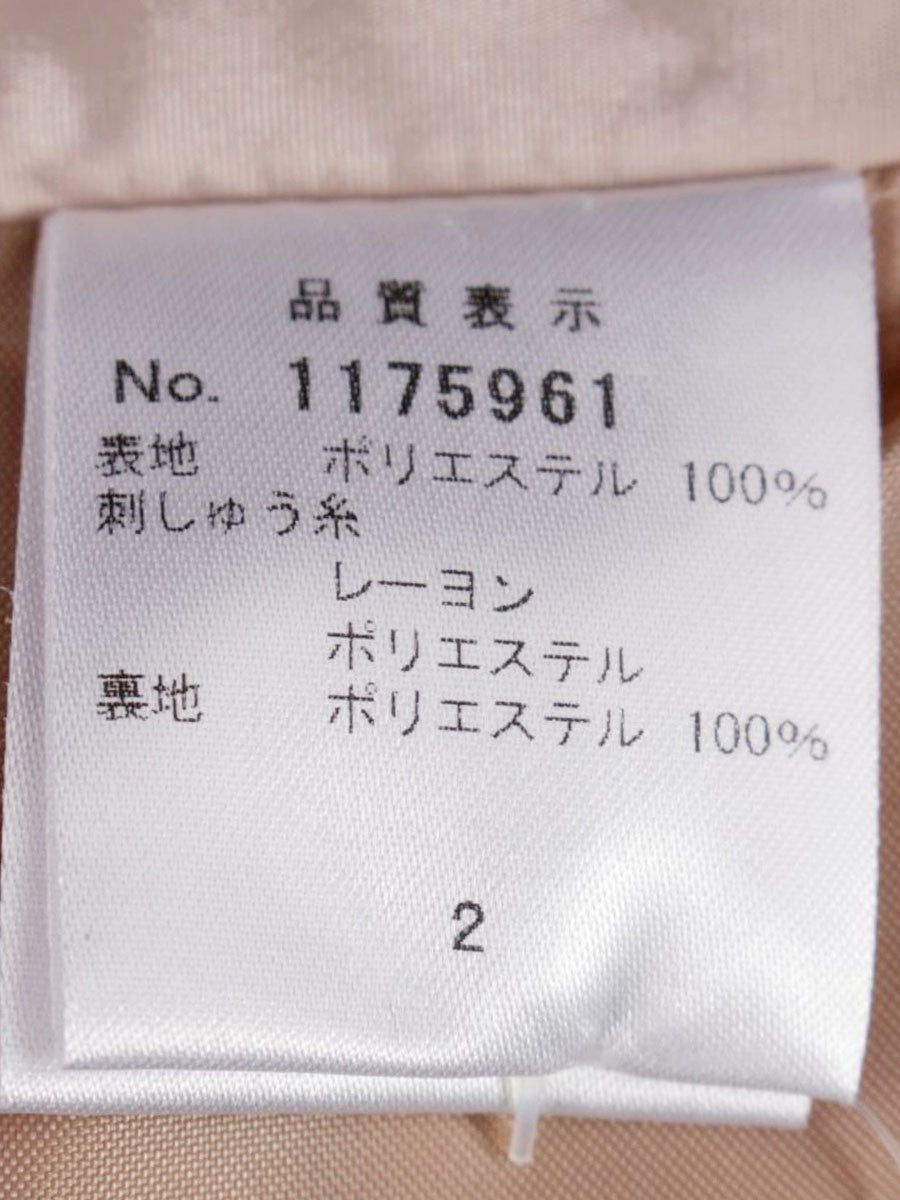 品質表示
No. 1175961
表地 ポリエステル 100%
刺しゅう糸
レーヨン
ポリエステル
裏地 ポリエステル 100%
2